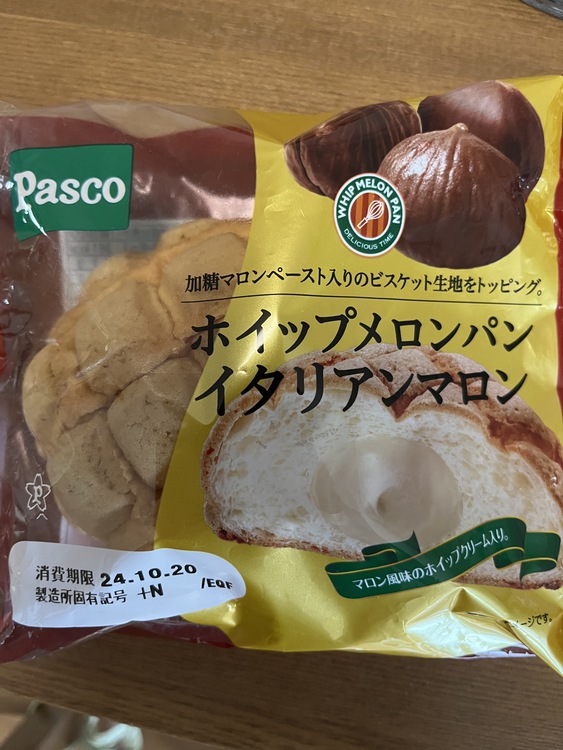 Pasco
WHIP MELON PAN
DELICIOUS TIME
加糖マロンペースト入りのビスケット生地をトッピング。
ホイップメロンパン
イタリアンマロン
マロン風味のホイップクリーム入り。
消費期限 24.10.20
製造所固有記号 +N /EQF
ージです。